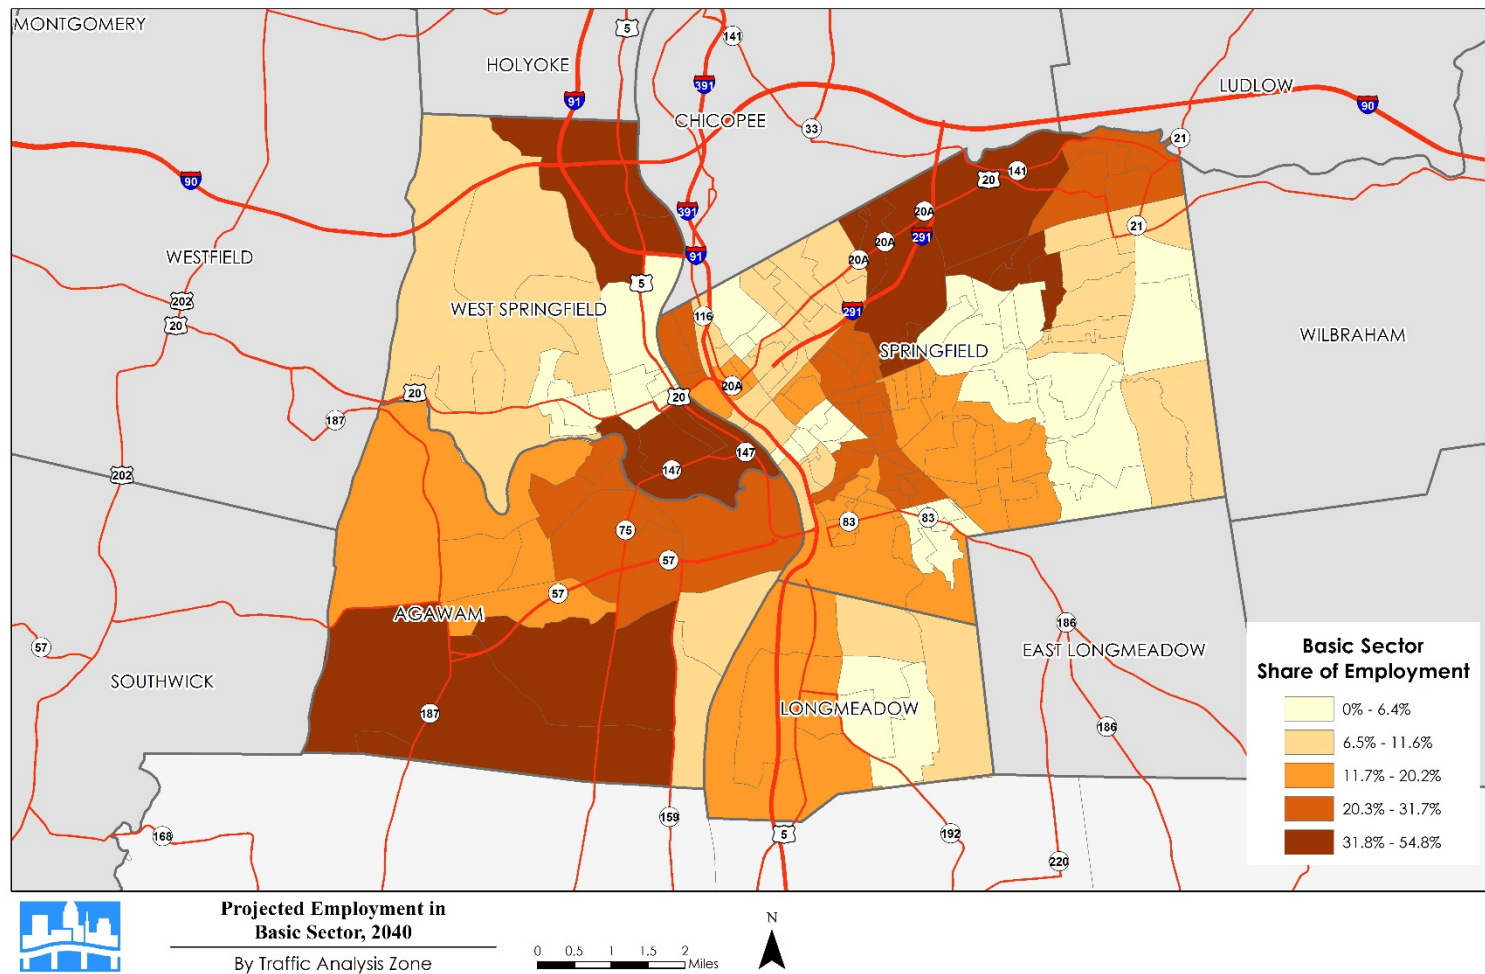 MONTGOMERY
5
141
HOLYOKE
391
LUDLOW
91
90
CHICOPEE
33
21
141
20
90
391
20A
21
291
20A
WESTFIELD
91
20A
5
202
WEST SPRINGFIELD
291
116
20
WILBRAHAM
SPRINGFIELD
20A
20
20
187
147
147
202
83
83
75
57
57
AGAWAM
186
57
EAST LONGMEADOW
SOUTHWICK
LONGMEADOW
187
186
159
168
5
192
220
Basic Sector
Share of Employment
0% - 6.4%
6.5% - 11.6%
11.7% - 20.2%
20.3% - 31.7%
31.8% - 54.8%
Projected Employment in
Basic Sector, 2040
By Traffic Analysis Zone
0 0.5 1 1.5 2
Miles
N